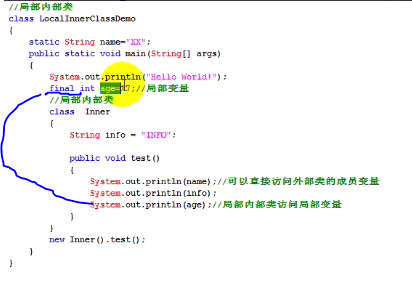 //局部内部类
class LocalInnerClassDemo
{
static String name="XX";
public static void main(String[] args)
{
System.out.println("Hello World!");
final int age=17;//局部变量
//局部内部类
class Inner
{
String info = "INFO";
public void test()
{
System.out.println(name);//可以直接访问外部类的成员变量
System.out.println(info);
System.out.println(age);//局部内部类访问局部变量
}
}
new Inner().test();
}
}